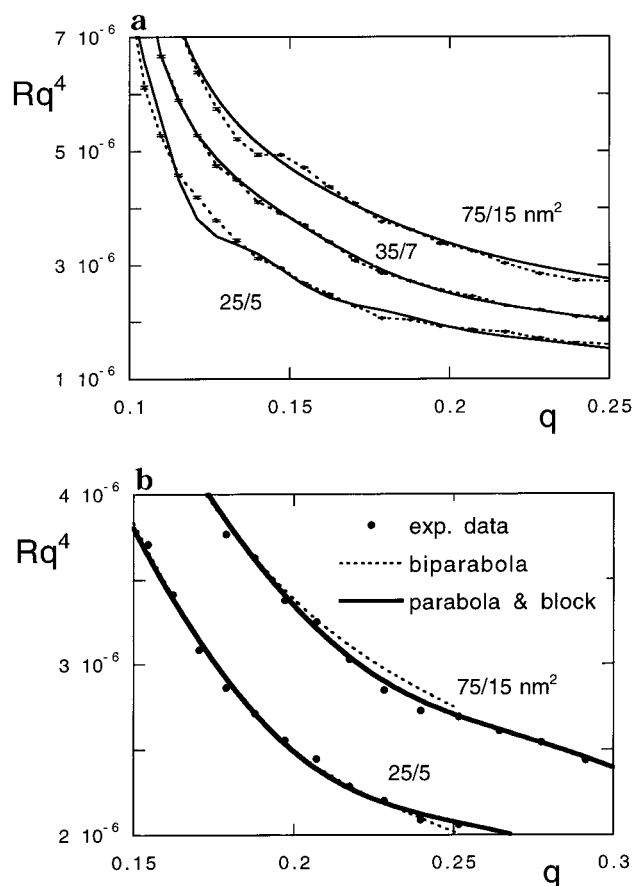 a
7 10⁻⁶
Rq⁴
5 10⁻⁶
75/15 nm²
35/7
3 10⁻⁶
25/5
1 10⁻⁶
0.1 0.15 0.2 0.25
q
b
4 10⁻⁶
Rq⁴
exp. data
biparabola
parabola & block
3 10⁻⁶
75/15 nm²
25/5
2 10⁻⁶
0.15 0.2 0.25 0.3
q